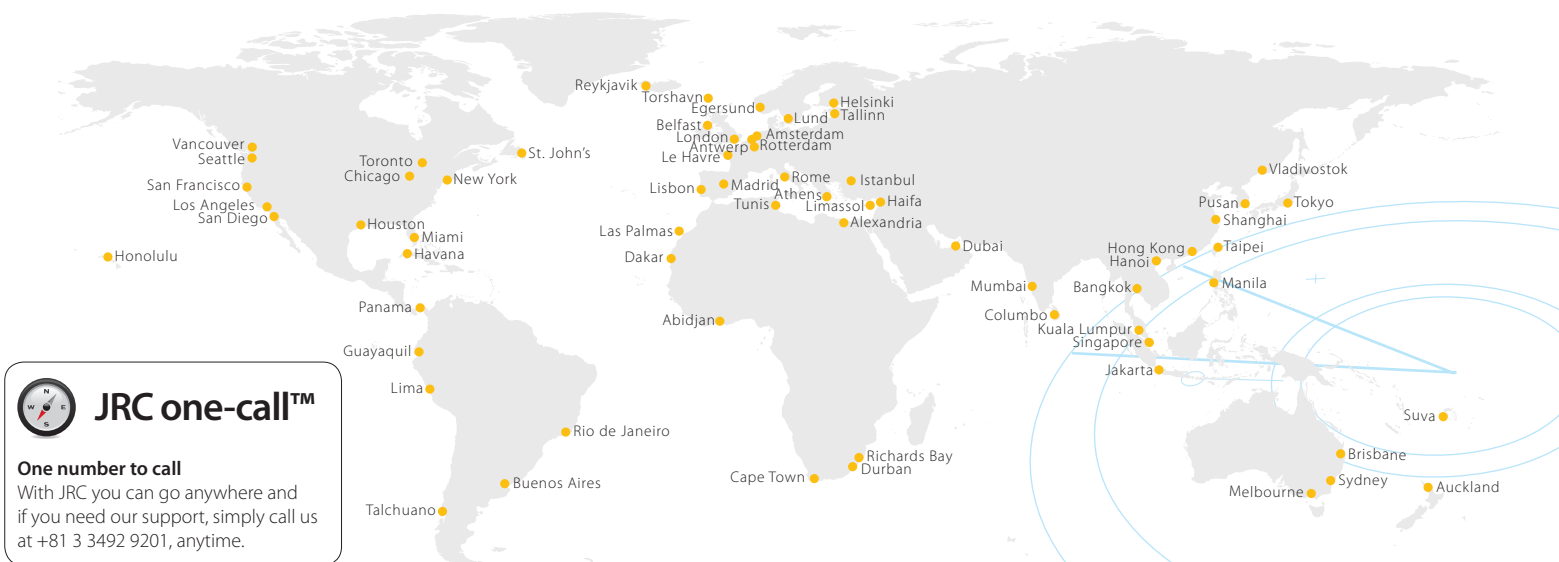 Reykjavik
Torshavn
Egersund
Helsinki
Tallinn
Lund
Belfast
London
Amsterdam
Antwerp
Rotterdam
Le Havre
Vancouver
Seattle
Toronto
Chicago
St. John's
New York
San Francisco
Los Angeles
San Diego
Houston
Miami
Havana
Honolulu
Lisbon
Madrid
Rome
Athens
Istanbul
Tunis
Limassol
Haifa
Alexandria
Las Palmas
Dakar
Dubai
Vladivostok
Pusan
Tokyo
Shanghai
Hong Kong
Taipei
Hanoi
Mumbai
Bangkok
Manila
Columbo
Kuala Lumpur
Singapore
Jakarta
Panama
Abidjan
Guayaquil
Lima
Rio de Janeiro
Buenos Aires
Talchuano
Cape Town
Richards Bay
Durban
Suva
Brisbane
Sydney
Melbourne
Auckland
N
W E
S
JRC one-call™
One number to call
With JRC you can go anywhere and
if you need our support, simply call us
at +81 3 3492 9201, anytime.